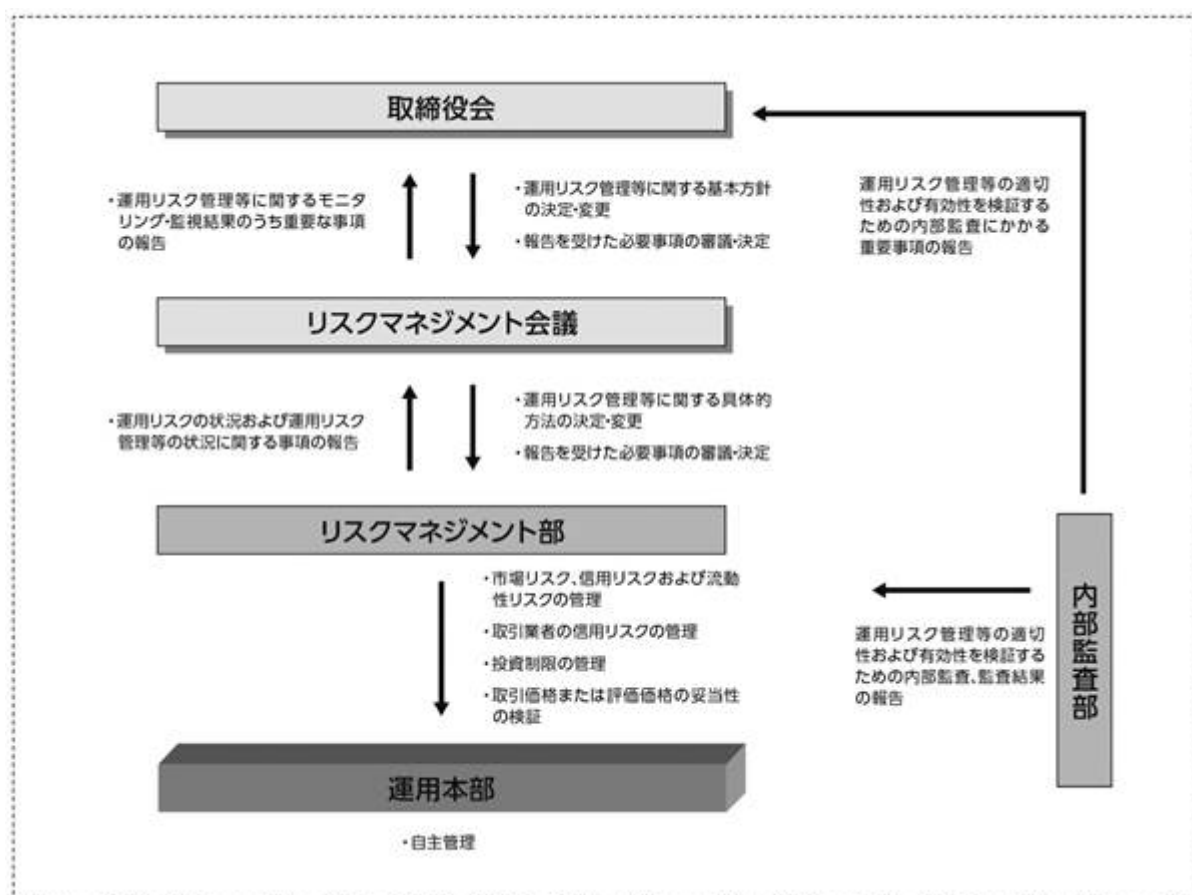 取締役会
・運用リスク管理等に関するモニタ
リング・監視結果のうち重要な事項
の報告
・運用リスク管理等に関する基本方針
の決定・変更
・報告を受けた必要事項の審議・決定
運用リスク管理等の適切
性および有効性を検証する
ための内部監査にかかる
重要事項の報告
リスクマネジメント会議
・運用リスクの状況および運用リスク
管理等の状況に関する事項の報告
・運用リスク管理等に関する具体的
方法の決定・変更
・報告を受けた必要事項の審議・決定
リスクマネジメント部
・市場リスク、信用リスクおよび流動
性リスクの管理
・取引業者の信用リスクの管理
・投資制限の管理
・取引価格または評価価格の妥当性
の検証
運用リスク管理等の適切
性および有効性を検証する
ための内部監査、監査結果
の報告
内部監査部
運用本部
・自主管理